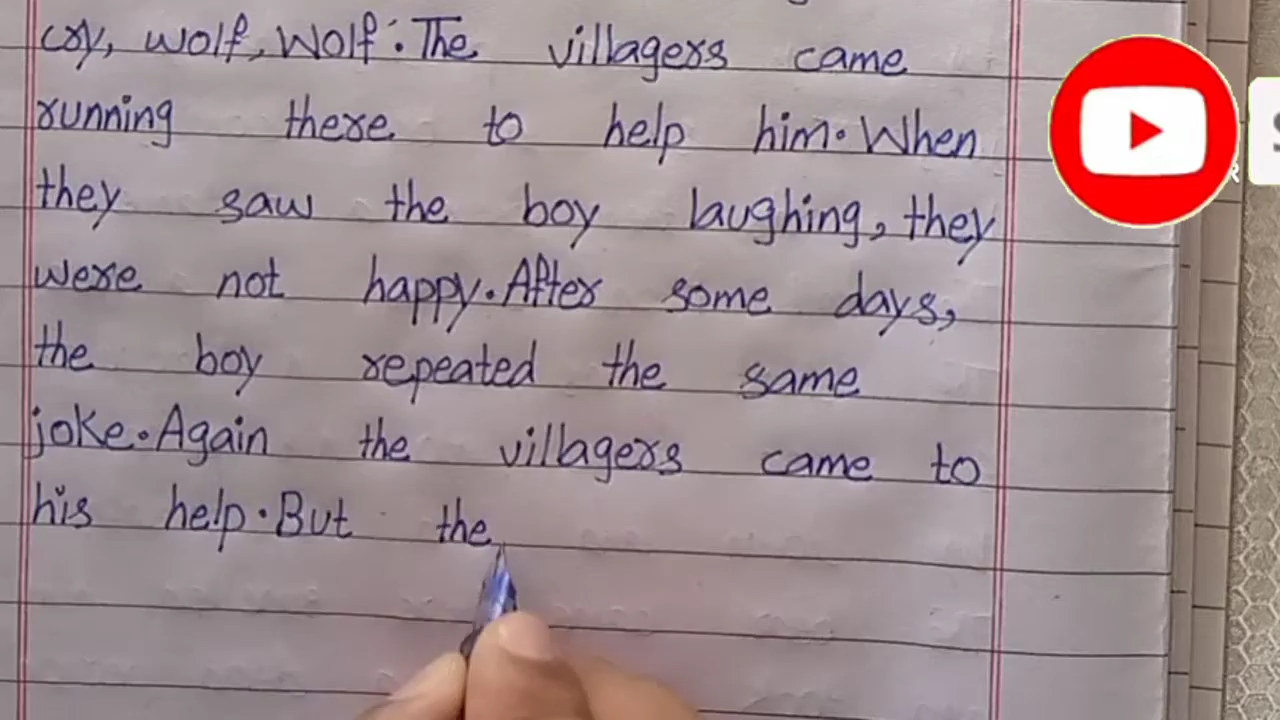 cry, wolf, Wolf'. The villagers came
running there to help him. When
they saw the boy laughing, they
were not happy. After some days,
the boy repeated the same
joke. Again the villagers came to
his help. But the